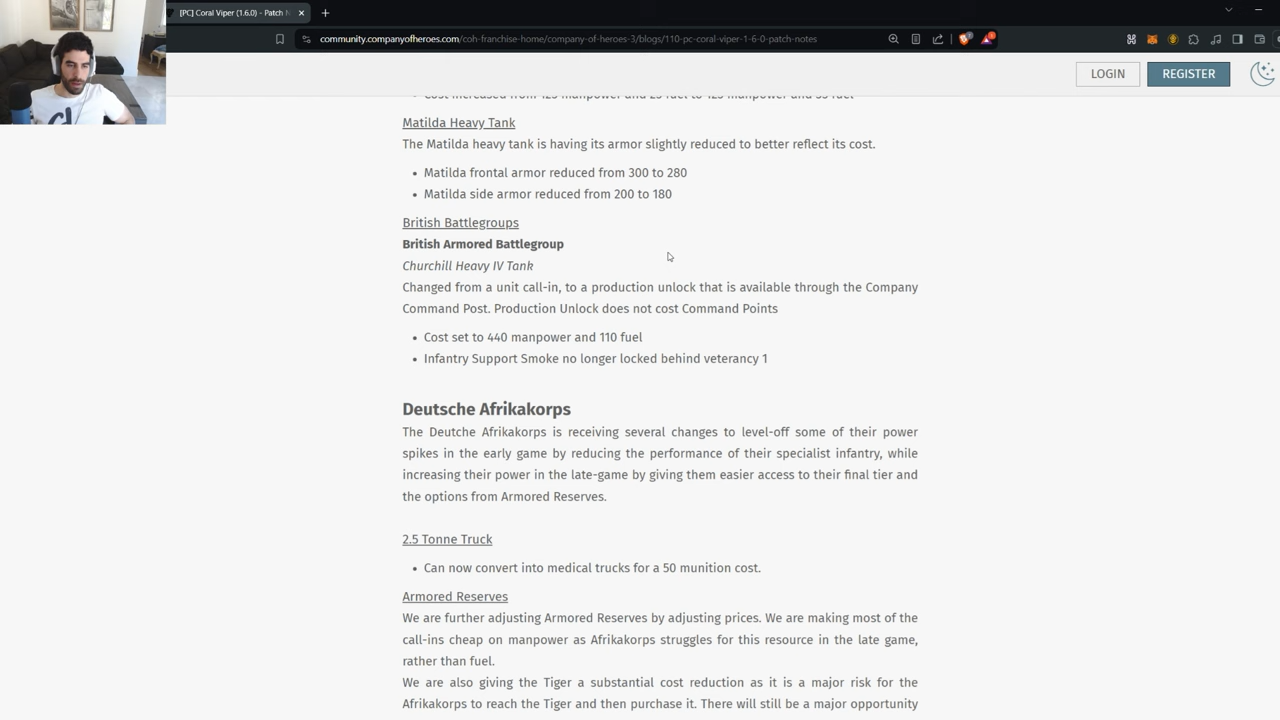 [PC] Coral Viper (1.6.0) - Patch N
community.companyofheroes.com/coh-franchise-home/company-of-heroes-3/blogs/110-pc-coral-viper-1-6-0-patch-notes
LOGIN
REGISTER
Cost increased from 125 manpower and 25 fuel to 125 manpower and 35 fuel
Matilda Heavy Tank
The Matilda heavy tank is having its armor slightly reduced to better reflect its cost.
• Matilda frontal armor reduced from 300 to 280
• Matilda side armor reduced from 200 to 180
British Battlegroups
British Armored Battlegroup
Churchill Heavy IV Tank
Changed from a unit call-in, to a production unlock that is available through the Company
Command Post. Production Unlock does not cost Command Points
• Cost set to 440 manpower and 110 fuel
• Infantry Support Smoke no longer locked behind veterancy 1
Deutsche Afrikakorps
The Deutche Afrikakorps is receiving several changes to level-off some of their power
spikes in the early game by reducing the performance of their specialist infantry, while
increasing their power in the late-game by giving them easier access to their final tier and
the options from Armored Reserves.
2.5 Tonne Truck
• Can now convert into medical trucks for a 50 munition cost.
Armored Reserves
We are further adjusting Armored Reserves by adjusting prices. We are making most of the
call-ins cheap on manpower as Afrikakorps struggles for this resource in the late game,
rather than fuel.
We are also giving the Tiger a substantial cost reduction as it is a major risk for the
Afrikakorps to reach the Tiger and then purchase it. There will still be a major opportunity